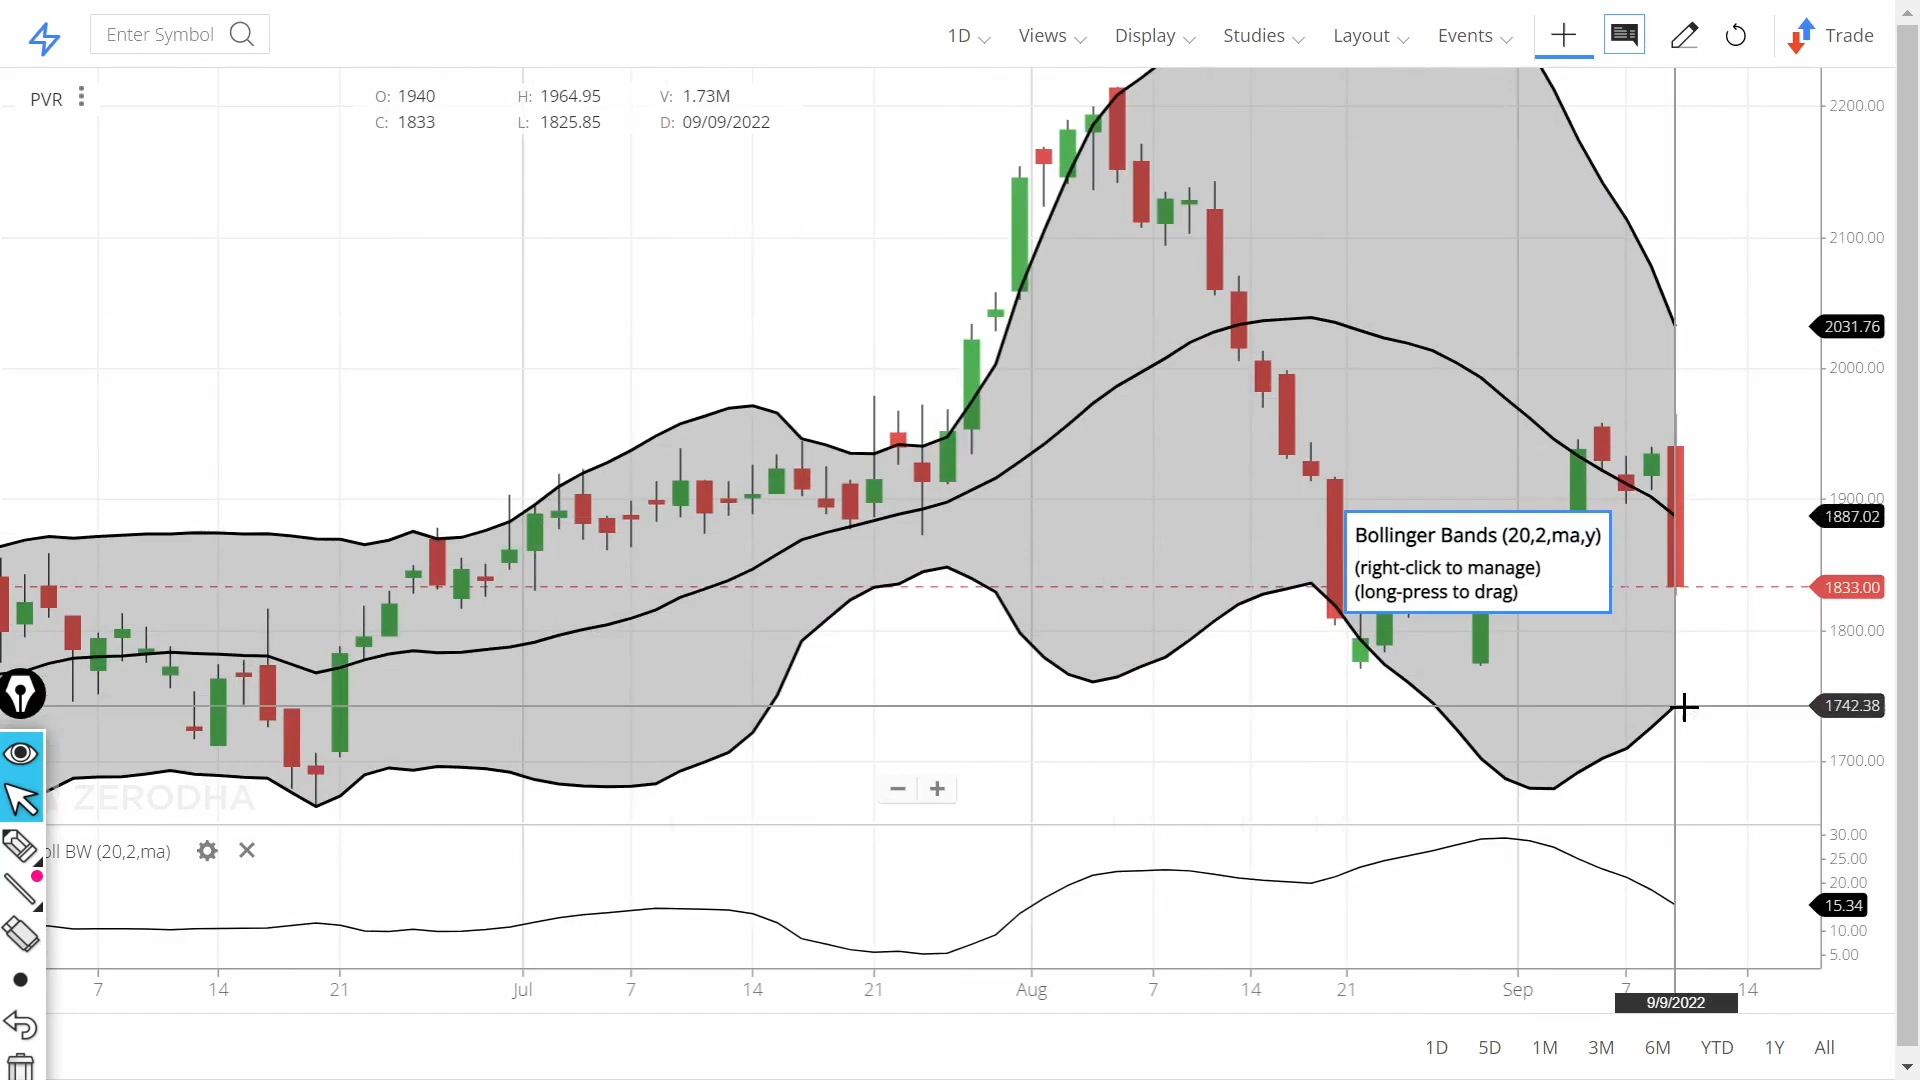 Enter Symbol
1D Views Display Studies Layout Events Trade
PVR
O: 1940 H: 1964.95 V: 1.73M
C: 1833 L: 1825.85 D: 09/09/2022
2200.00
2100.00
2031.76
2000.00
1900.00
1887.02
Bollinger Bands (20,2,ma,y)
(right-click to manage)
(long-press to drag)
1833.00
1800.00
1742.38
1700.00
ZERODHA
oll BW (20,2,ma)
30.00
25.00
20.00
15.34
10.00
5.00
7 14 21 Jul 7 14 21 Aug 7 14 21 Sep 7 14
9/9/2022
1D 5D 1M 3M 6M YTD 1Y All